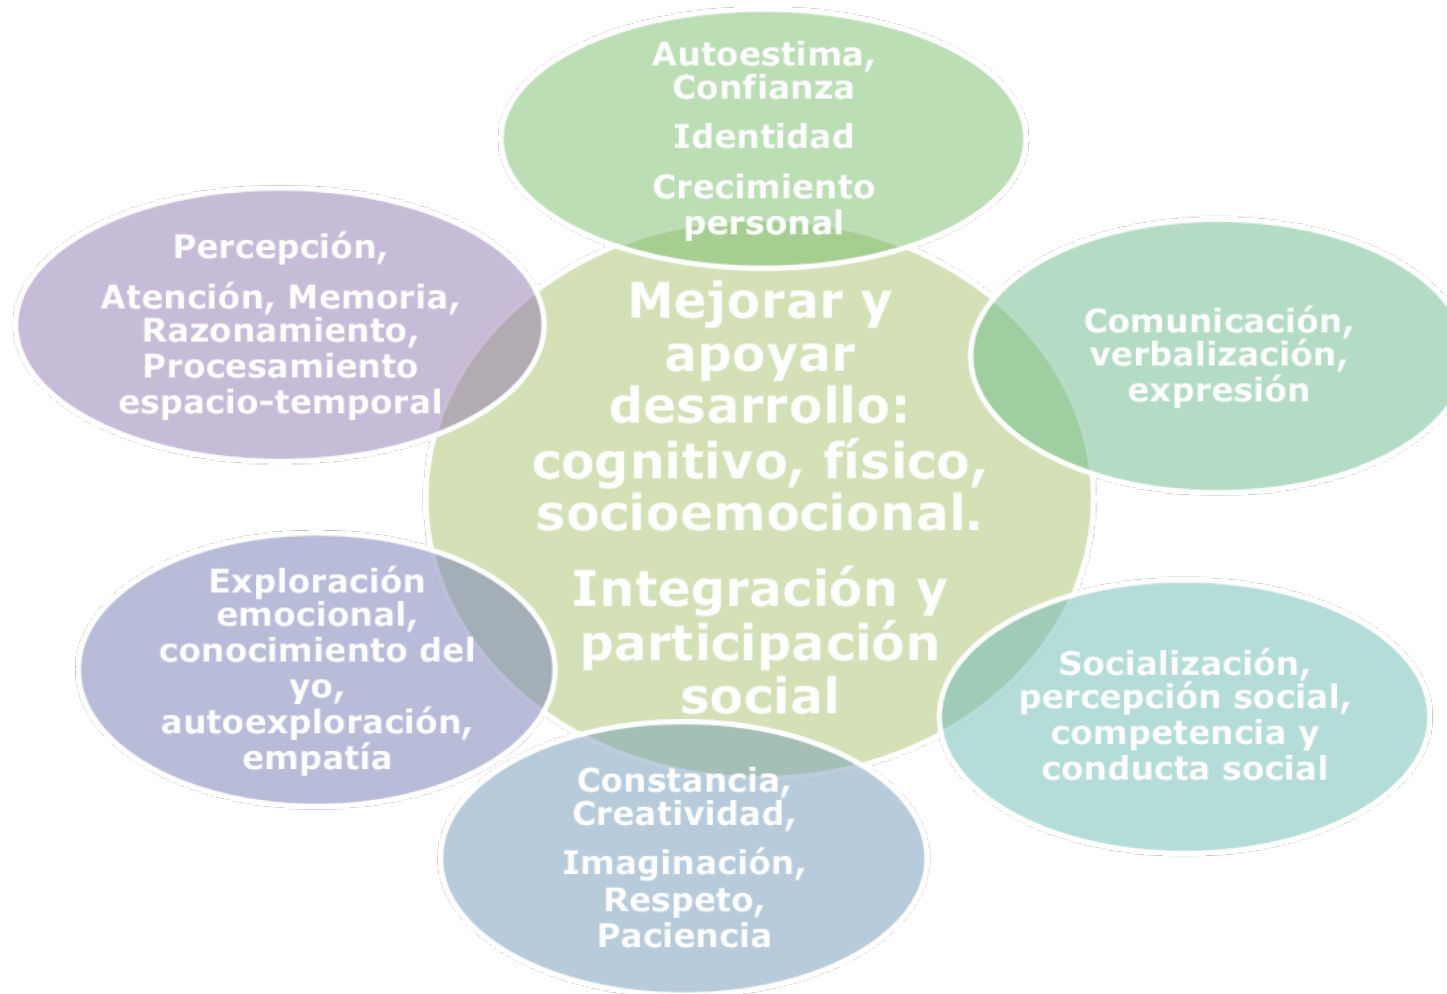 Autoestima,
Confianza
Identidad
Crecimiento
personal
Comunicación,
verbalización,
expresión
Socialización,
percepción social,
competencia y
conducta social
Constancia,
Creatividad,
Imaginación,
Respeto,
Paciencia
Exploración
emocional,
conocimiento del
yo,
autoexploración,
empatía
Percepción,
Atención, Memoria,
Razonamiento,
Procesamiento
espacio-temporal
Mejorar y
apoyar
desarrollo:
cognitivo, físico,
socioemocional.
Integración y
participación
social